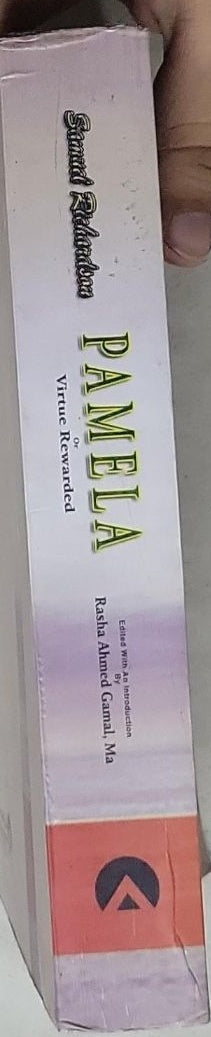 Samuel Richardson
PAMELA
Or
Virtue Rewarded
Edited With An Introduction
By
Rasha Ahmed Gamal, Ma